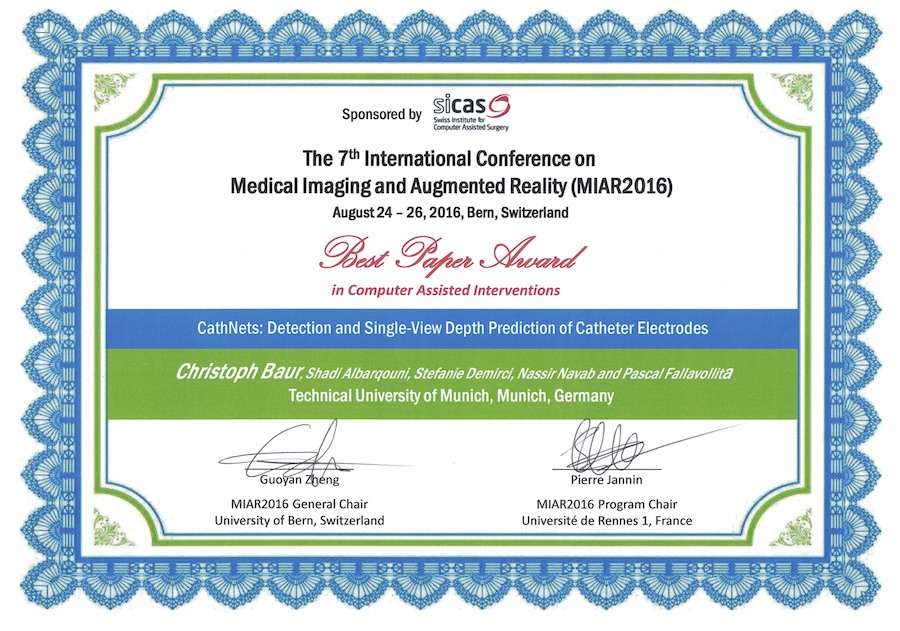 Sponsored by sicas
Swiss Institute for
Computer Assisted Surgery
The 7th International Conference on
Medical Imaging and Augmented Reality (MIAR2016)
August 24 – 26, 2016, Bern, Switzerland
Best Paper Award
in Computer Assisted Interventions
CathNets: Detection and Single-View Depth Prediction of Catheter Electrodes
Christoph Baur, Shadi Albarqouni, Stefanie Demirci, Nassir Navab and Pascal Fallavollita
Technical University of Munich, Munich, Germany
Guoyan Zheng
Pierre Jannin
MIAR2016 General Chair
MIAR2016 Program Chair
University of Bern, Switzerland
Université de Rennes 1, France